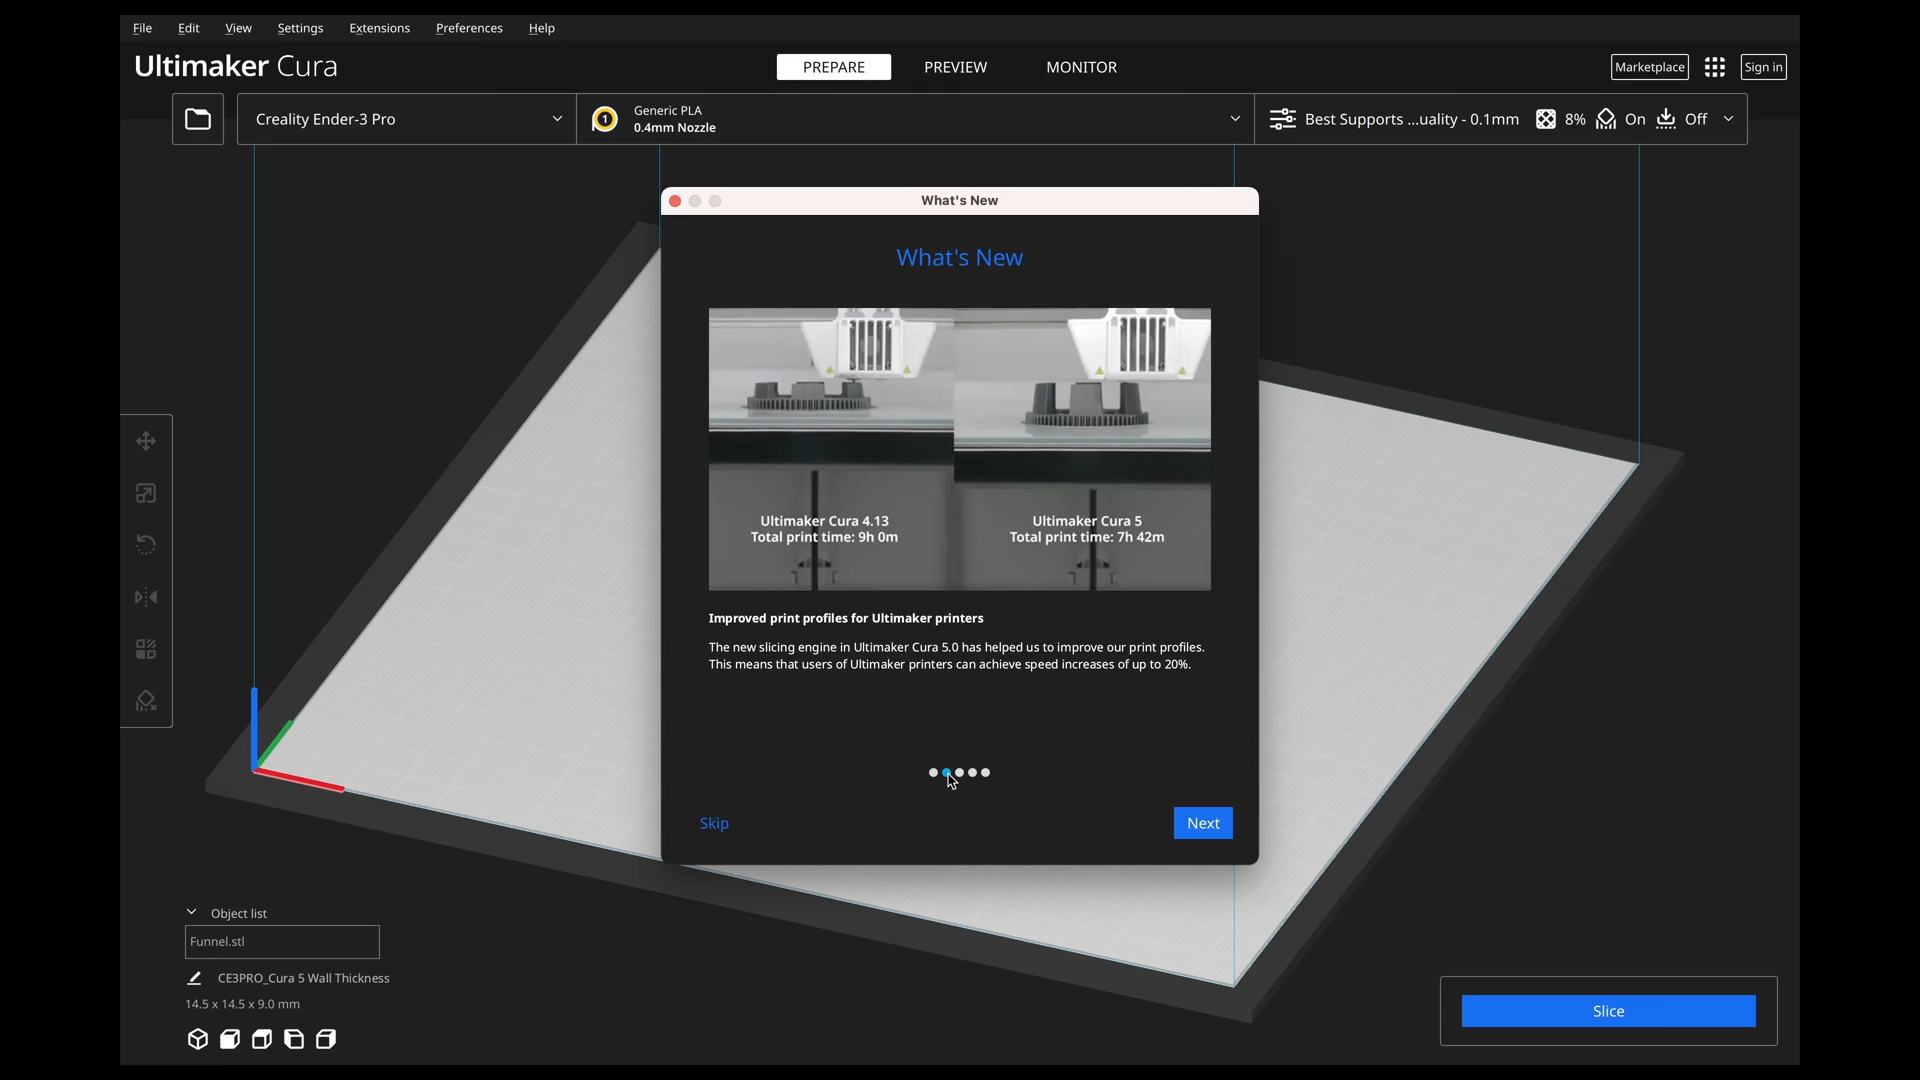 File Edit View Settings Extensions Preferences Help
Ultimaker Cura
PREPARE PREVIEW MONITOR
Marketplace Sign in
Creality Ender-3 Pro
1
Generic PLA
0.4mm Nozzle
Best Supports ...uality - 0.1mm 8% On Off
What's New
What's New
Ultimaker Cura 4.13
Total print time: 9h 0m
Ultimaker Cura 5
Total print time: 7h 42m
Improved print profiles for Ultimaker printers
The new slicing engine in Ultimaker Cura 5.0 has helped us to improve our print profiles.
This means that users of Ultimaker printers can achieve speed increases of up to 20%.
Skip Next
Object list
Funnel.stl
CE3PRO_Cura 5 Wall Thickness
14.5 x 14.5 x 9.0 mm
Slice